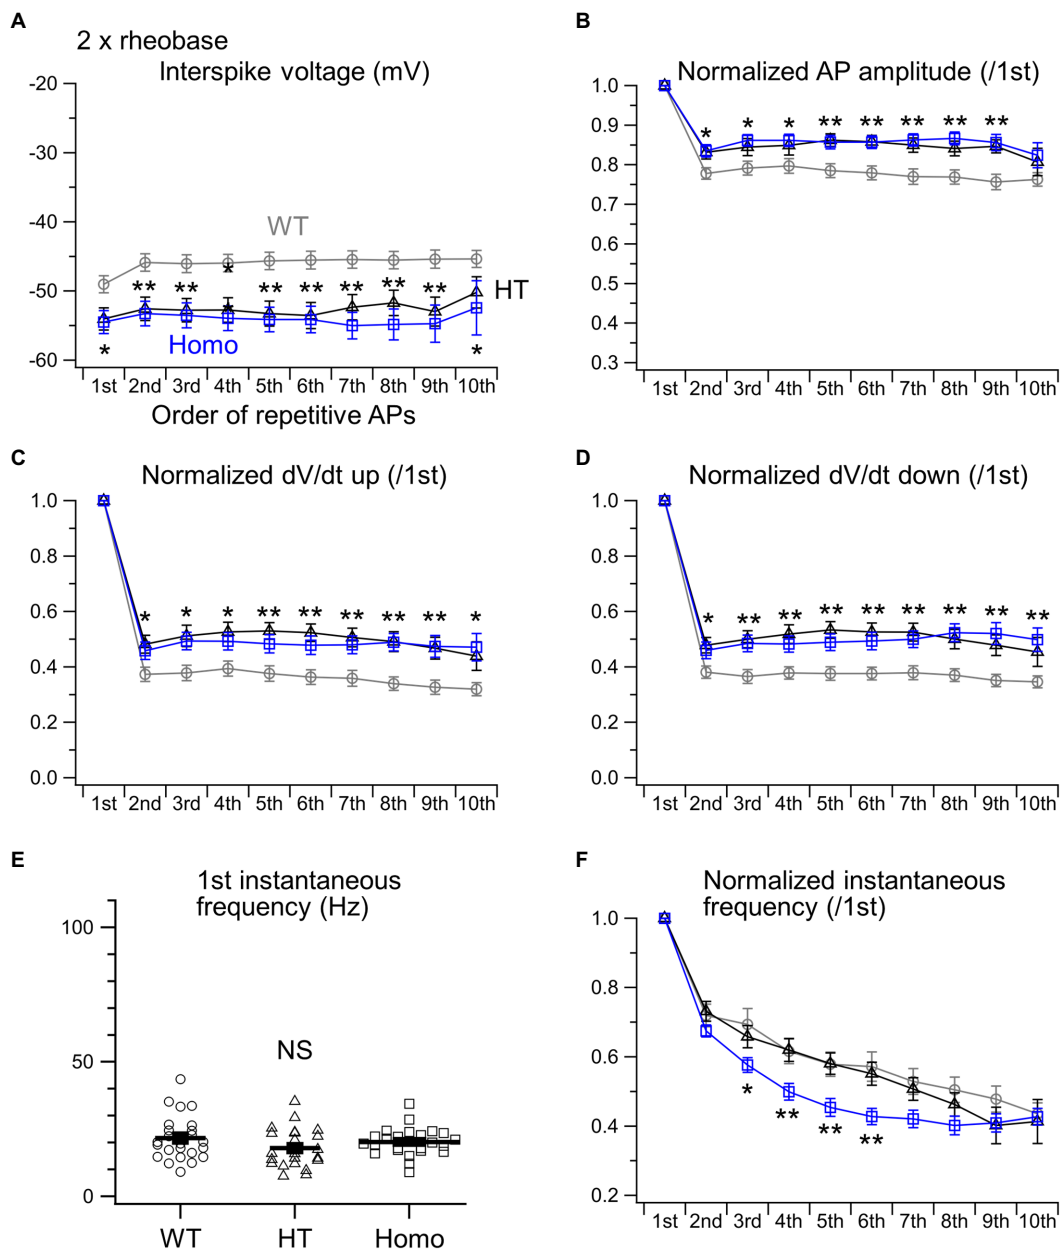 A
2 x rheobase
Interspike voltage (mV)
-20
-30
-40
-50
-60
WT
* 
** ** ** ** ** ** **
*
HT
Homo
* *
1st 2nd 3rd 4th 5th 6th 7th 8th 9th 10th
Order of repetitive APs
B
Normalized AP amplitude (/1st)
1.0
0.9
0.8
0.7
0.6
0.5
0.4
0.3
* * * ** ** ** ** **
1st 2nd 3rd 4th 5th 6th 7th 8th 9th 10th
C
Normalized dV/dt up (/1st)
1.0
0.8
0.6
0.4
0.2
0.0
* * * ** ** ** ** ** *
1st 2nd 3rd 4th 5th 6th 7th 8th 9th 10th
D
Normalized dV/dt down (/1st)
1.0
0.8
0.6
0.4
0.2
0.0
* ** ** ** ** ** ** ** **
1st 2nd 3rd 4th 5th 6th 7th 8th 9th 10th
E
1st instantaneous
frequency (Hz)
100
50
0
NS
WT HT Homo
F
Normalized instantaneous
frequency (/1st)
1.0
0.8
0.6
0.4
0.2
* ** ** **
1st 2nd 3rd 4th 5th 6th 7th 8th 9th 10th